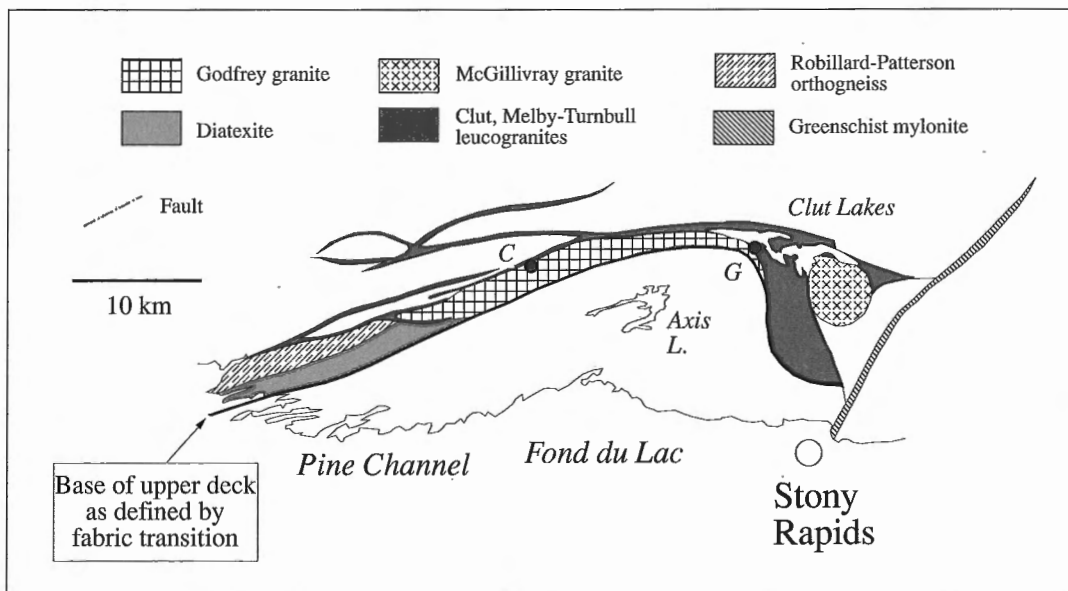 Godfrey granite
McGillivray granite
Robillard-Patterson
orthogneiss
Diatexite
Clut, Melby-Turnbull
leucogranites
Greenschist mylonite
Fault
10 km
Clut Lakes
C
G
Axis
L.
Pine Channel
Fond du Lac
Stony
Rapids
Base of upper deck
as defined by
fabric transition